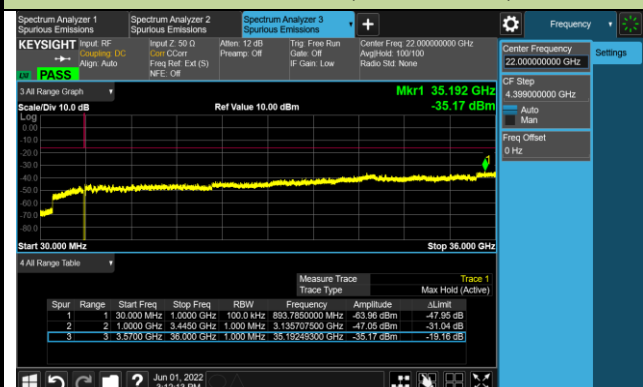 Spectrum Analyzer 1
Spurious Emissions
Spectrum Analyzer 2
Spurious Emissions
Spectrum Analyzer 3
Spurious Emissions
+
Frequency
KEYSIGHT
PASS
Input: RF
Coupling: DC
Align: Auto
Input Z: 50 Ω
Corr CCorr
Freq Ref: Ext (S)
NFE: Off
Atten: 12 dB
Preamp: Off
Trig: Free Run
Gate: Off
IF Gain: Low
Center Freq: 22.000000000 GHz
Avg|Hold: 100/100
Radio Std: None
Center Frequency
22.000000000 GHz
Settings
CF Step
4.399000000 GHz
Auto
Man
Freq Offset
0 Hz
3 All Range Graph
Mkr1 35.192 GHz
Scale/Div 10.0 dB
Ref Value 10.00 dBm
-35.17 dBm
Log
0.00
-10.0
-20.0
-30.0
-40.0
-50.0
-60.0
-70.0
-80.0
1
Start 30.000 MHz
Stop 36.000 GHz
4 All Range Table
Measure Trace Trace 1
Trace Type Max Hold (Active)
Spur Range Start Freq Stop Freq RBW Frequency Amplitude ΔLimit
1 1 30.000 MHz 1.0000 GHz 100.0 kHz 893.7850000 MHz -63.96 dBm -47.95 dB
2 2 1.0000 GHz 3.4450 GHz 1.000 MHz 3.135707500 GHz -47.05 dBm -31.04 dB
3 3 3.5700 GHz 36.000 GHz 1.000 MHz 35.19249300 GHz -35.17 dBm -19.16 dB
?
Jun 01, 2022
3:12:13 PM